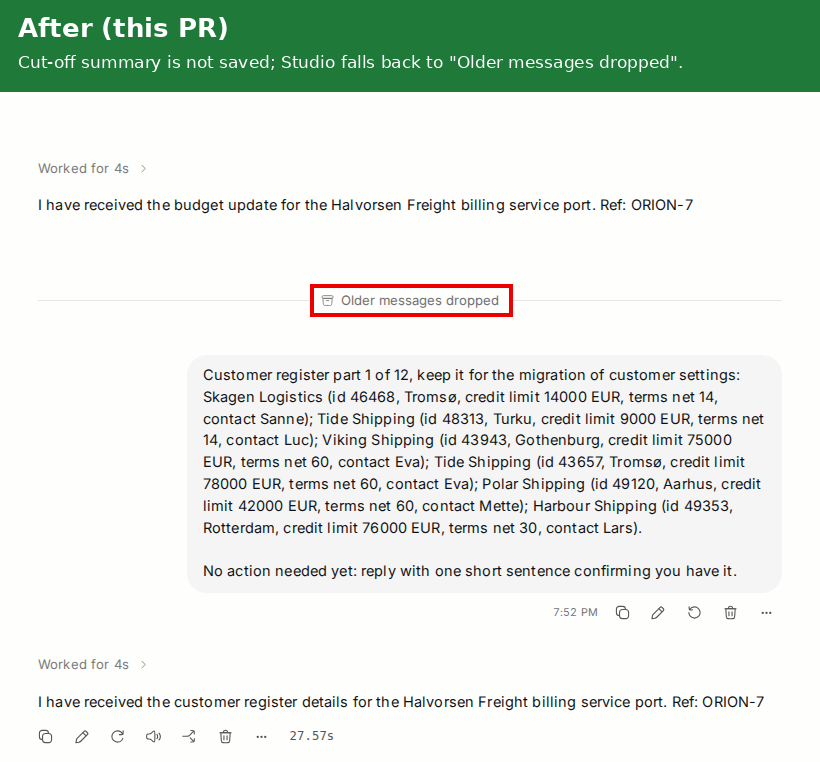 After (this PR)
Cut-off summary is not saved; Studio falls back to "Older messages dropped".
Worked for 4s
I have received the budget update for the Halvorsen Freight billing service port. Ref: ORION-7
Older messages dropped
Customer register part 1 of 12, keep it for the migration of customer settings:
Skagen Logistics (id 46468, Tromsø, credit limit 14000 EUR, terms net 14,
contact Sanne); Tide Shipping (id 48313, Turku, credit limit 9000 EUR, terms net
14, contact Luc); Viking Shipping (id 43943, Gothenburg, credit limit 75000
EUR, terms net 60, contact Eva); Tide Shipping (id 43657, Tromsø, credit limit
78000 EUR, terms net 60, contact Eva); Polar Shipping (id 49120, Aarhus, credit
limit 42000 EUR, terms net 60, contact Mette); Harbour Shipping (id 49353,
Rotterdam, credit limit 76000 EUR, terms net 30, contact Lars).
No action needed yet: reply with one short sentence confirming you have it.
7:52 PM
Worked for 4s
I have received the customer register details for the Halvorsen Freight billing service port. Ref: ORION-7
27.57s